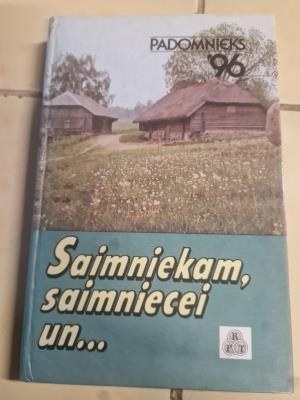 PADOMNIEKS
'96
Saimniekam,
saimniecei
un...